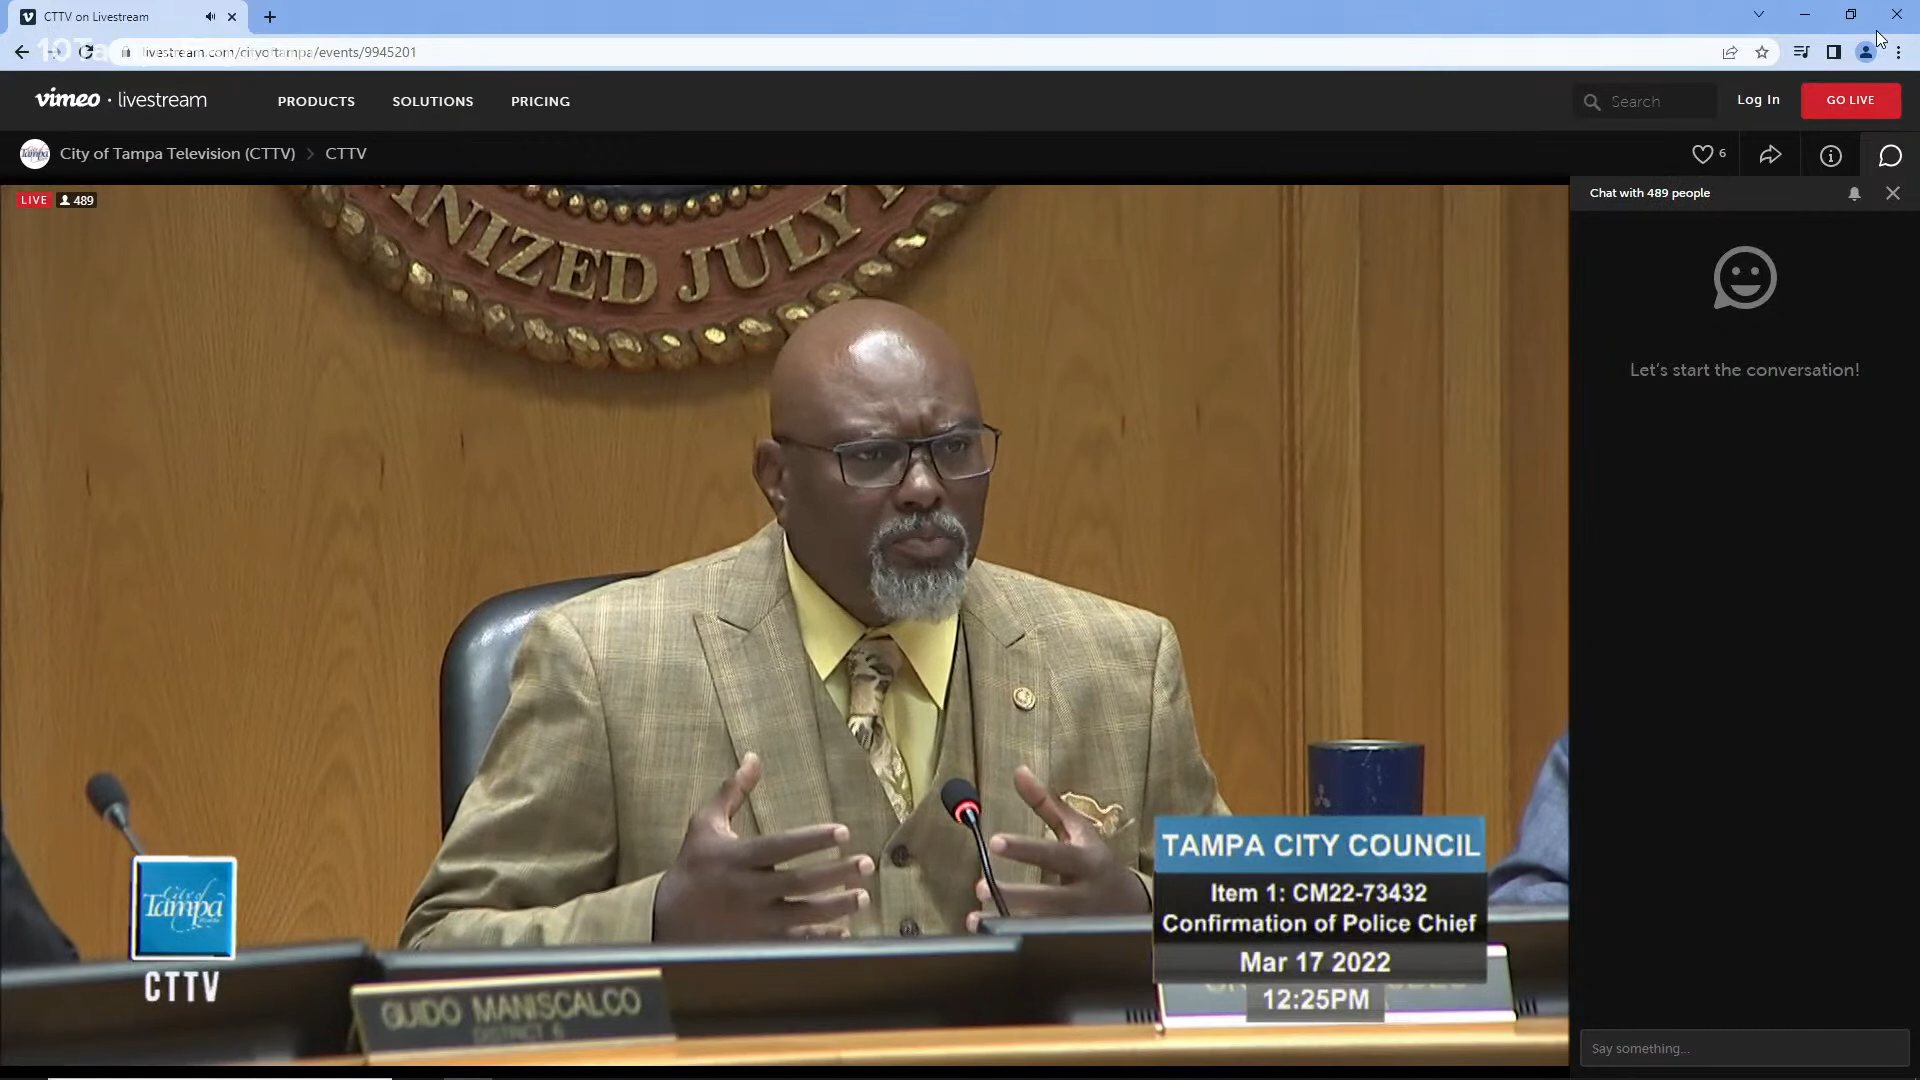 CTTV on Livestream
livestream.com/cityoftampa/events/9945201
vimeo · livestream
PRODUCTS
SOLUTIONS
PRICING
Search
Log In
GO LIVE
City of Tampa Television (CTTV) > CTTV
6
LIVE
489
Chat with 489 people
NIZED JULY
Let's start the conversation!
TAMPA CITY COUNCIL
Item 1: CM22-73432
Confirmation of Police Chief
Mar 17 2022
12:25PM
City of
Tampa
CTTV
GUIDO MANISCALCO
DISTRICT 6
Say something...